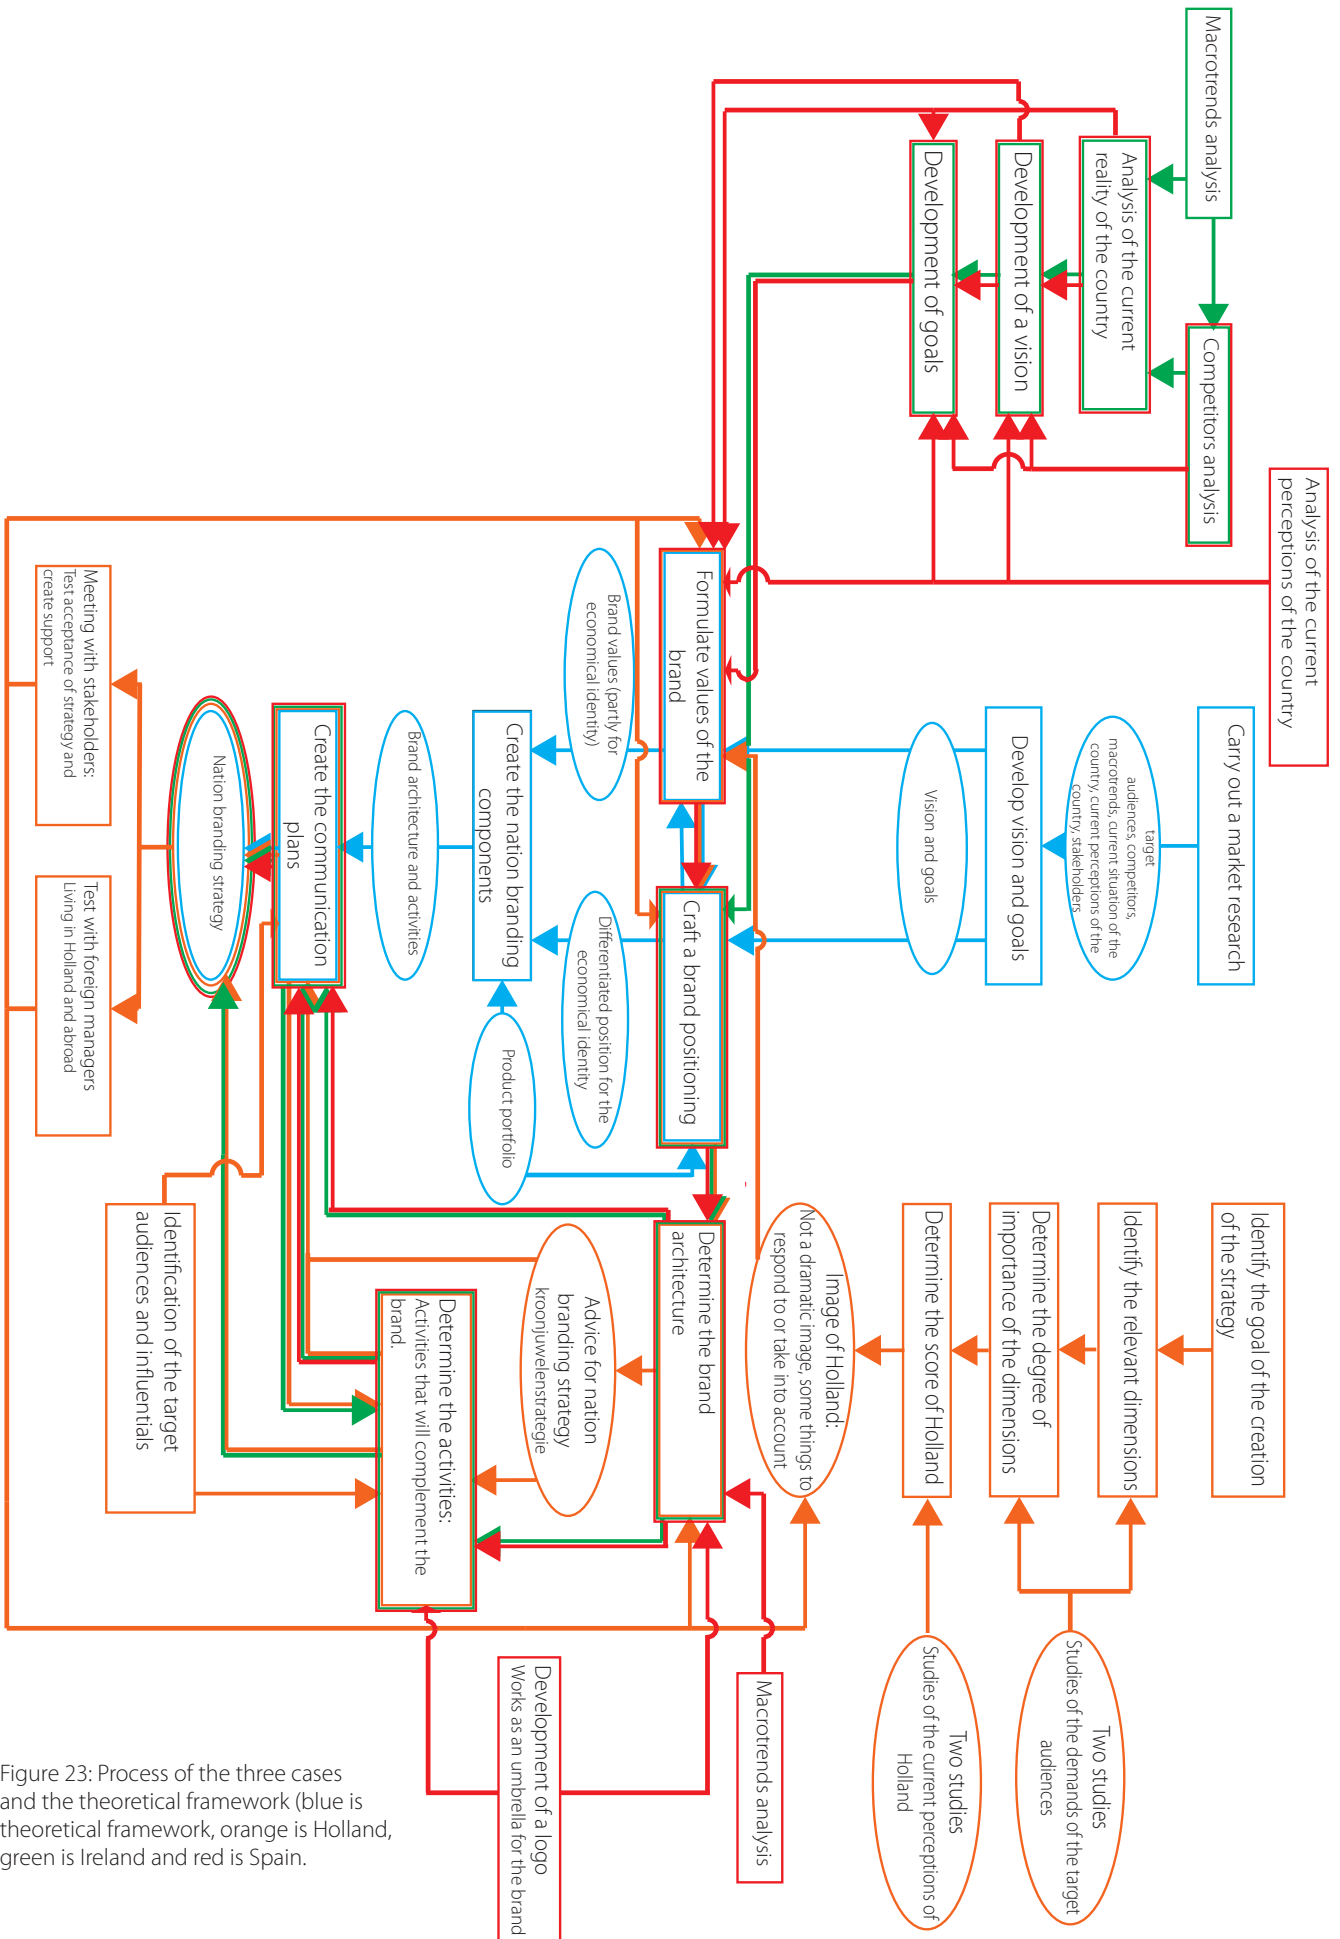 Macrotrends analysis
Competitors analysis
Analysis of the current
reality of the country
Development of a vision
Development of goals
Analysis of the current
perceptions of the country
Carry out a market research
target
audiences, competitors,
macrotrends, current situation of the
country, current perceptions of the
country, stakeholders
Develop vision and goals
Vision and goals
Formulate values of the
brand
Craft a brand positioning
Brand values (partly for
economical identity)
Differentiated position for the
economical identity
Create the nation branding
components
Product portfolio
Brand architecture and activities
Create the communication
plans
Nation branding strategy
Meeting with stakeholders:
Test acceptance of strategy and
create support
Test with foreign managers
Living in Holland and abroad
Identify the goal of the creation
of the strategy
Identify the relevant dimensions
Determine the degree of
importance of the dimensions
Determine the score of Holland
Image of Holland:
Not a dramatic image, some things to
respond to or take into account
-
Determine the brand
architecture
Advice for nation
branding strategy
kroonjuwelenstrategie
Determine the activities:
Activities that will complement the
brand.
Identification of the target
audiences and influentials
Two studies
Studies of the demands of the target
audiences
Two studies
Studies of the current perceptions of
Holland
Macrotrends analysis
Development of a logo
Works as an umbrella for the brand
Figure 23: Process of the three cases
and the theoretical framework (blue is
theoretical framework, orange is Holland,
green is Ireland and red is Spain.